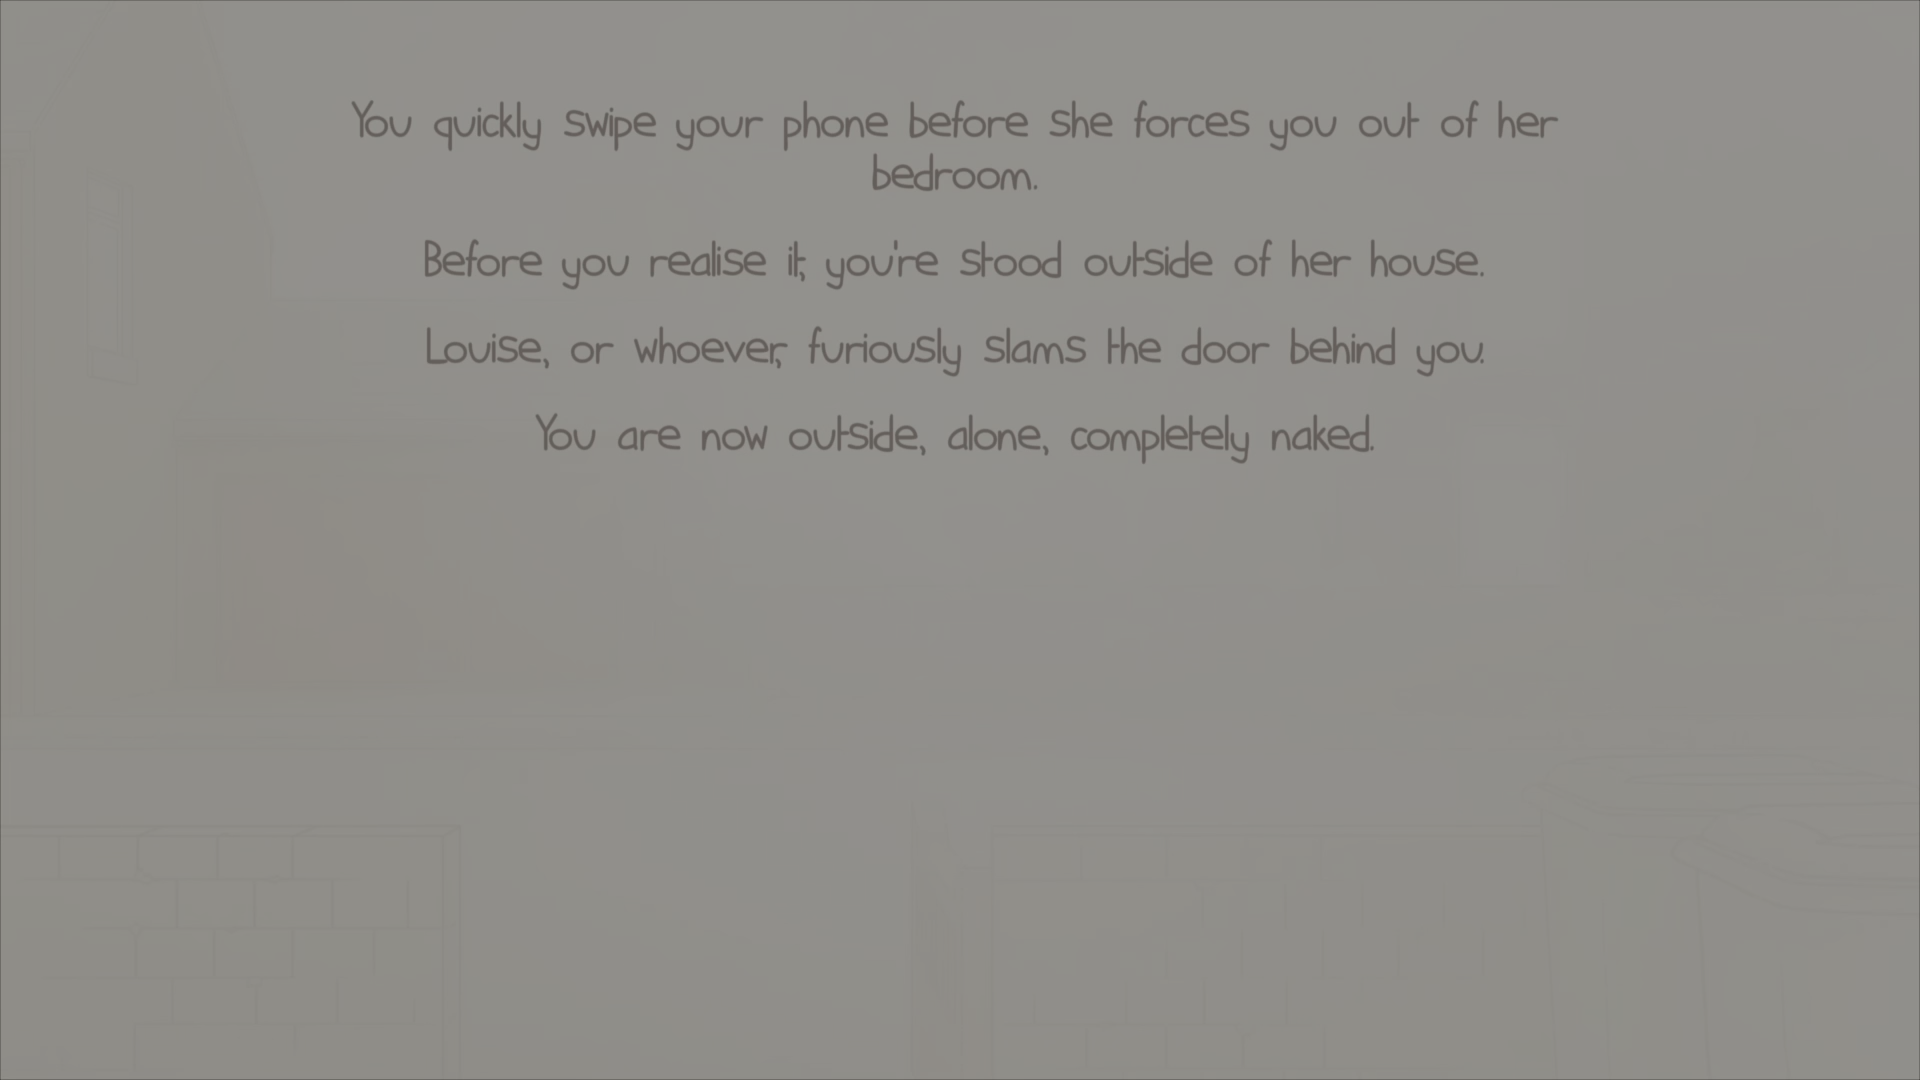 You quickly swipe your phone before she forces you out of her
bedroom.
Before you realise it, you're stood outside of her house.
Louise, or whoever, furiously slams the door behind you.
You are now outside, alone, completely naked.